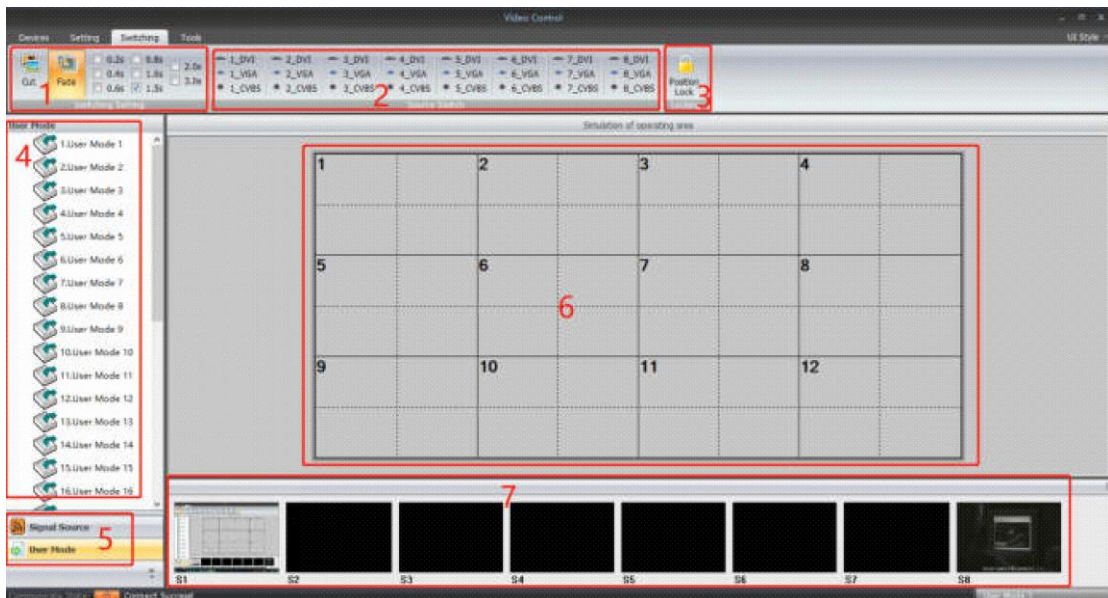 Video Control
Devices Setting Switching Tools UI Style
Cut Fade 0.2s 0.8s 2.0s
0.4s 1.0s 3.0s
0.6s 1.5s
Switching Setting
1
1_DVI 2_DVI 3_DVI 4_DVI 5_DVI 6_DVI 7_DVI 8_DVI
1_VGA 2_VGA 3_VGA 4_VGA 5_VGA 6_VGA 7_VGA 8_VGA
1_CVBS 2_CVBS 3_CVBS 4_CVBS 5_CVBS 6_CVBS 7_CVBS 8_CVBS
Source Switch
2
Position
Lock
3
User Mode
4
1.User Mode 1
2.User Mode 2
3.User Mode 3
4.User Mode 4
5.User Mode 5
6.User Mode 6
7.User Mode 7
8.User Mode 8
9.User Mode 9
10.User Mode 10
11.User Mode 11
12.User Mode 12
13.User Mode 13
14.User Mode 14
15.User Mode 15
16.User Mode 16
Signal Source
User Mode
5
Simulation of operating area
1 2 3 4
5 6 7 8
6
9 10 11 12
7
S1 S2 S3 S4 S5 S6 S7 S8
Connect Succeed
User Mode